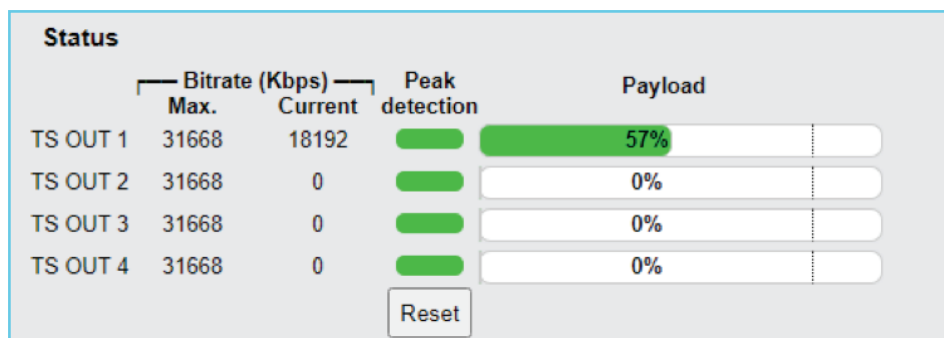 Status
Bitrate (Kbps) Peak
Max. Current detection Payload
TS OUT 1 31668 18192 57%
TS OUT 2 31668 0 0%
TS OUT 3 31668 0 0%
TS OUT 4 31668 0 0%
Reset